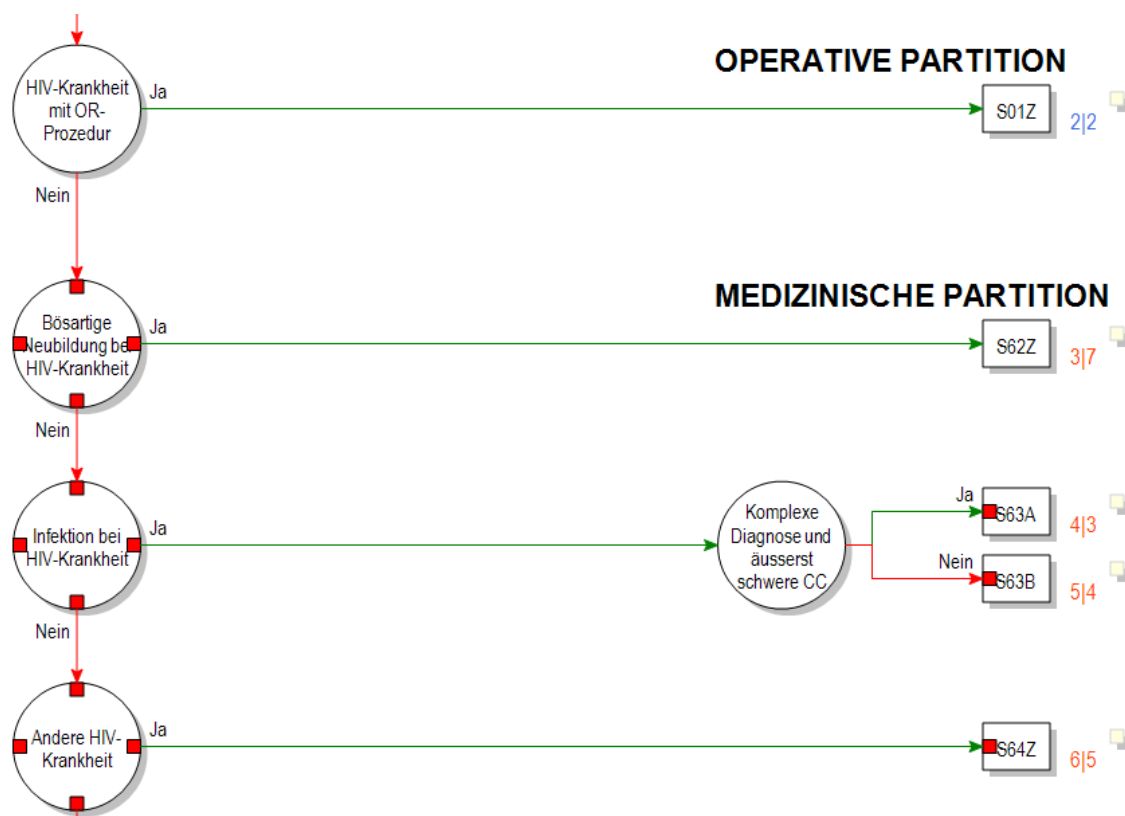 OPERATIVE PARTITION
HIV-Krankheit
mit OR-
Prozedur
Ja
S01Z
2|2
Nein
MEDIZINISCHE PARTITION
Bösartige
Neubildung bei
HIV-Krankheit
Ja
S62Z
3|7
Nein
Infektion bei
HIV-Krankheit
Ja
Komplexe
Diagnose und
äusserst
schwere CC
Ja
S63A
4|3
Nein
S63B
5|4
Nein
Andere HIV-
Krankheit
Ja
S64Z
6|5